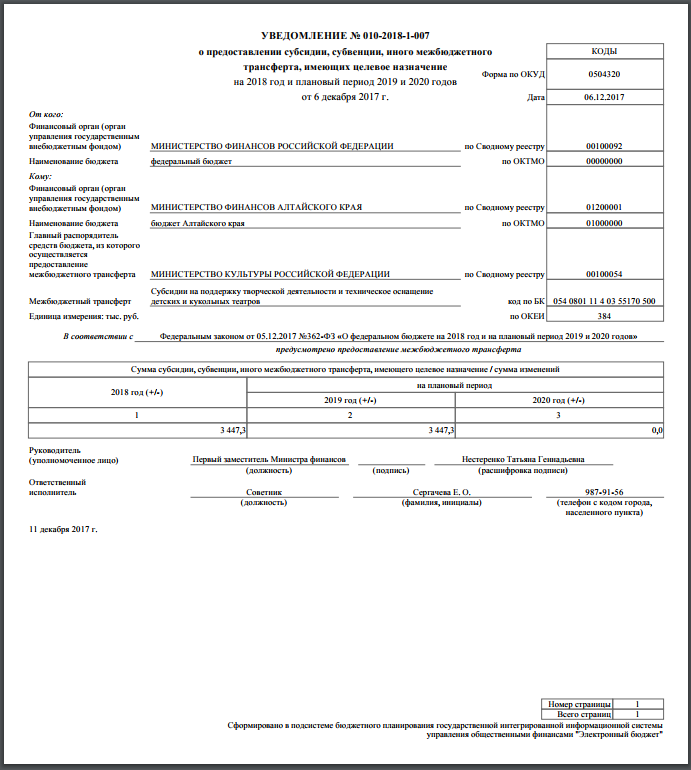 УВЕДОМЛЕНИЕ № 010-2018-1-007
о предоставлении субсидии, субвенции, иного межбюджетного
трансферта, имеющих целевое назначение
на 2018 год и плановый период 2019 и 2020 годов
от 6 декабря 2017 г.
КОДЫ
Форма по ОКУД 0504320
Дата 06.12.2017
От кого:
Финансовый орган (орган
управления государственным
внебюджетным фондом) МИНИСТЕРСТВО ФИНАНСОВ РОССИЙСКОЙ ФЕДЕРАЦИИ по Сводному реестру 00100092
Наименование бюджета федеральный бюджет по ОКТМО 00000000
Кому:
Финансовый орган (орган
управления государственным
внебюджетным фондом) МИНИСТЕРСТВО ФИНАНСОВ АЛТАЙСКОГО КРАЯ по Сводному реестру 01200001
Наименование бюджета бюджет Алтайского края по ОКТМО 01000000
Главный распорядитель
средств бюджета, из которого
осуществляется
предоставление
межбюджетного трансферта МИНИСТЕРСТВО КУЛЬТУРЫ РОССИЙСКОЙ ФЕДЕРАЦИИ по Сводному реестру 00100054
Субсидии на поддержку творческой деятельности и техническое оснащение
Межбюджетный трансферт детских и кукольных театров код по БК 054 0801 11 4 03 55170 500
Единица измерения: тыс. руб. по ОКЕИ 384
В соответствии с Федеральным законом от 05.12.2017 №362-ФЗ «О федеральном бюджете на 2018 год и на плановый период 2019 и 2020 годов»
предусмотрено предоставление межбюджетного трансферта
Сумма субсидии, субвенции, иного межбюджетного трансферта, имеющего целевое назначение / сумма изменений
2018 год (+/-) на плановый период
2019 год (+/-) 2020 год (+/-)
1 2 3
3 447,3 3 447,3 0,0
Руководитель
(уполномоченное лицо) Первый заместитель Министра финансов Нестеренко Татьяна Геннадьевна
(должность) (подпись) (расшифровка подписи)
Ответственный
исполнитель Советник Сергачева Е. О. 987-91-56
(должность) (фамилия, инициалы) (телефон с кодом города,
населенного пункта)
11 декабря 2017 г.
Номер страницы 1
Всего страниц 1
Сформировано в подсистеме бюджетного планирования государственной интегрированной информационной системы
управления общественными финансами "Электронный бюджет"